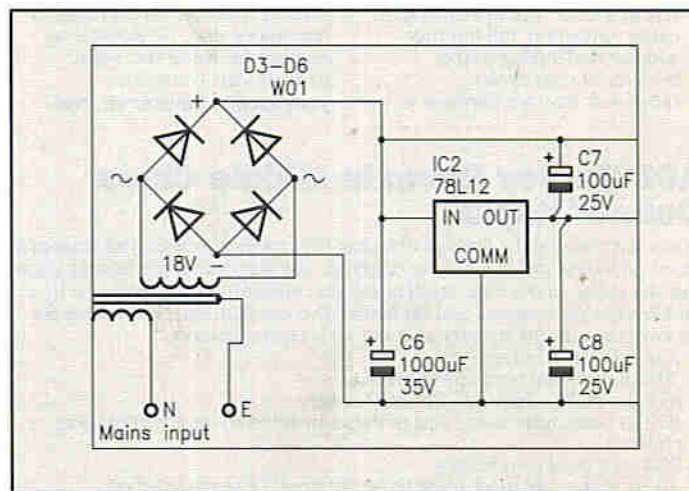 D3-D6
W01
+
∼
∼
18V
−
IC2
78L12
IN OUT
COMM
+
C7
100uF
25V
+
C6
1000uF
35V
+
C8
100uF
25V
N
E
Mains input